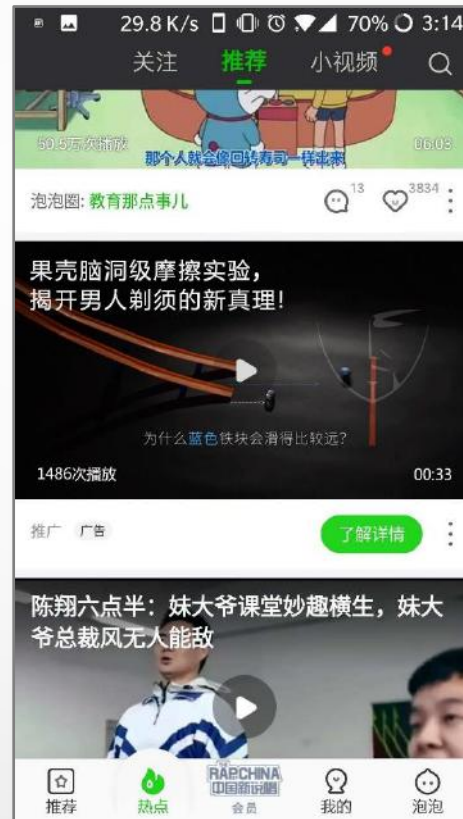 29.8 K/s 70% 3:14
关注 推荐 小视频
50.5万次播放 06:03
那个人就会像回转寿司一样出来
泡泡圈: 教育那点事儿 13 3834
果壳脑洞级摩擦实验，
揭开男人剃须的新真理!
为什么蓝色铁块会滑得比较远?
1486次播放 00:33
推广 广告 了解详情
陈翔六点半：妹大爷课堂妙趣横生，妹大
爷总裁风无人能敌
RAP CHINA
中国新说唱
推荐 热点 会员 我的 泡泡